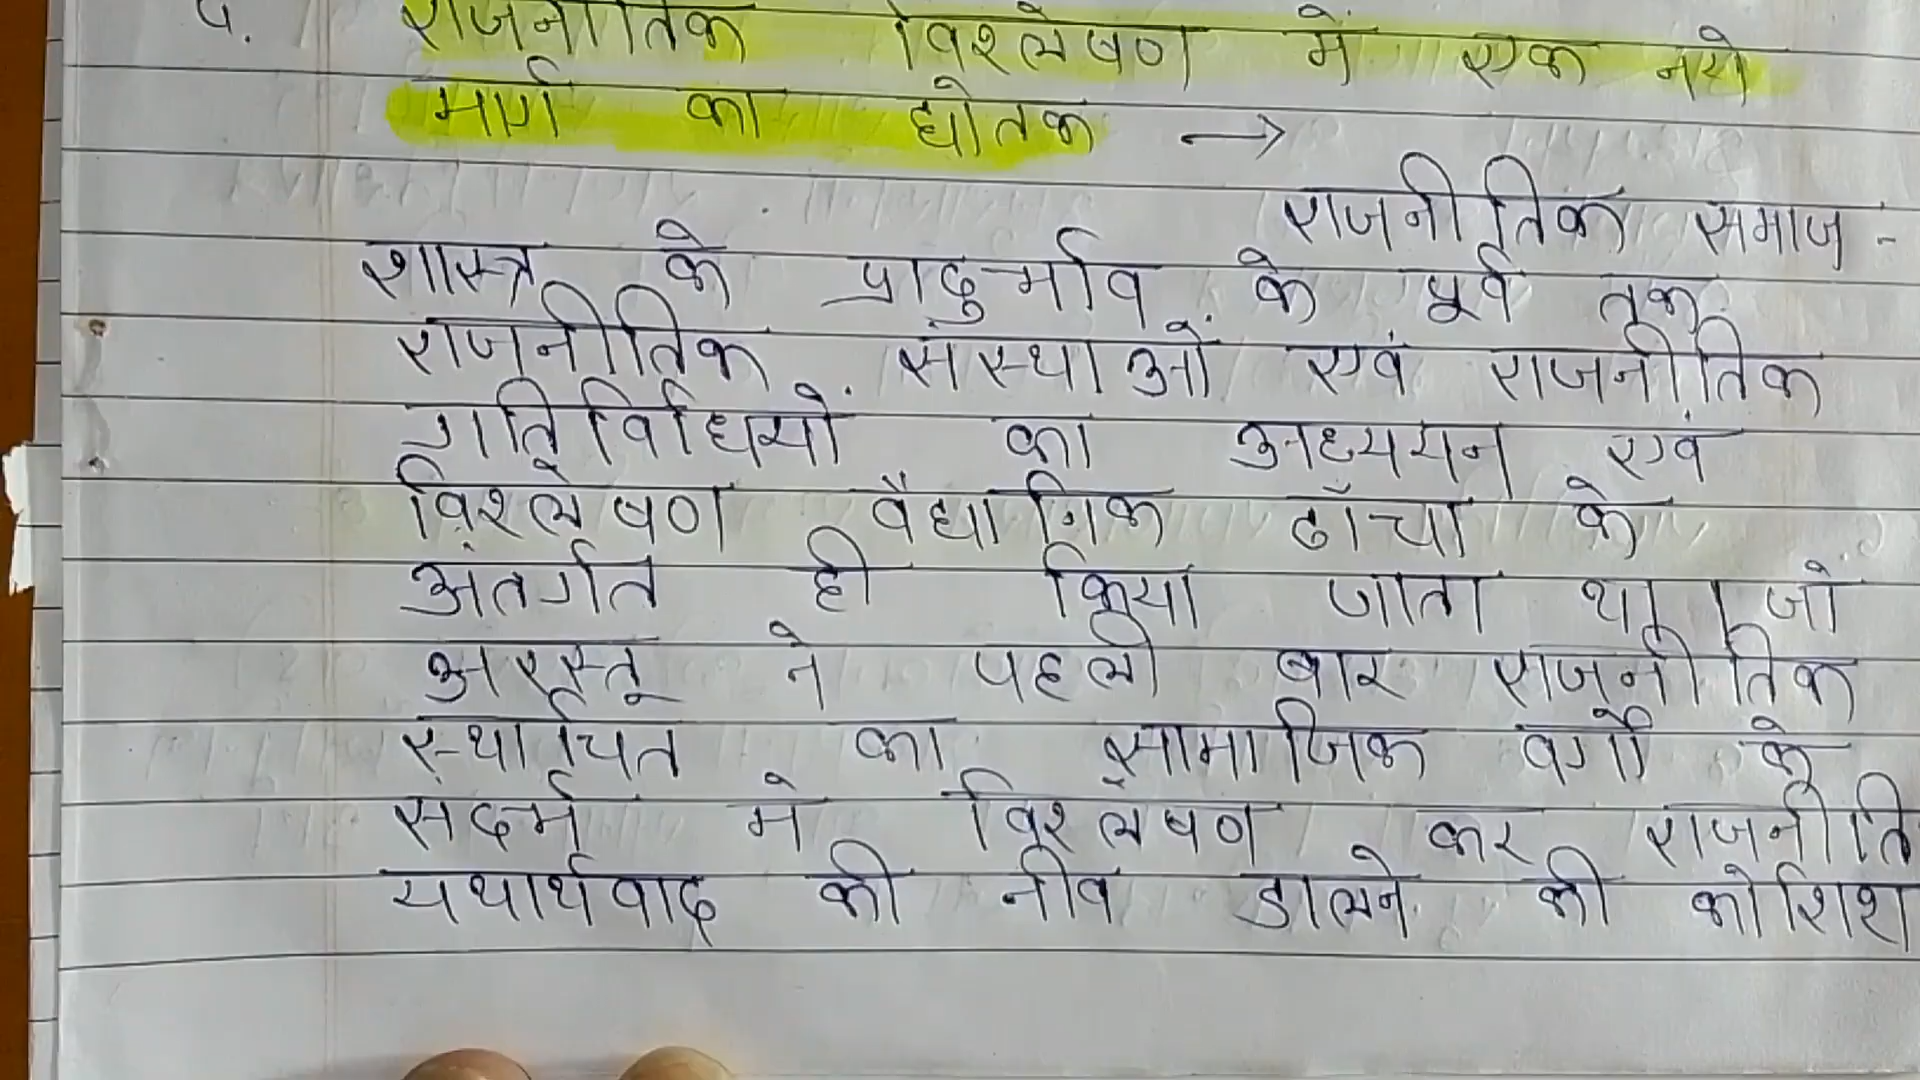 राजनीतिक विश्लेषण में एक नये
मार्ग का द्योतक →
राजनीतिक समाज -
शास्त्र के प्रादुर्भाव के पूर्व तक
राजनीतिक संस्थाओं एवं राजनीतिक
गतिविधियों का अध्ययन एवं
विश्लेषण वैद्यानिक ढाँचा के
अंतर्गत ही किया जाता था। जो
अरस्तू ने पहली बार राजनीतिक
स्थायित का सामाजिक वर्गो के
संदर्भ मे विश्लेषण कर राजनीति
यथार्थवाद की नीव डालने की कोशिश